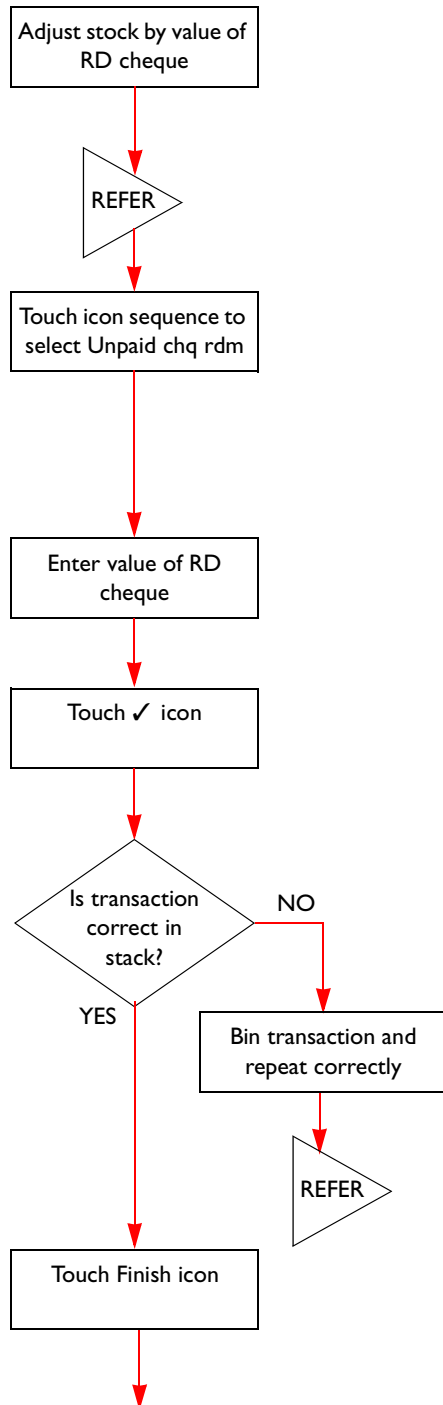 Adjust stock by value of
RD cheque
REFER
Touch icon sequence to
select Unpaid chq rdm
Enter value of RD
cheque
Touch ✓ icon
Is transaction
correct in
stack?
NO
YES
Bin transaction and
repeat correctly
REFER
Touch Finish icon